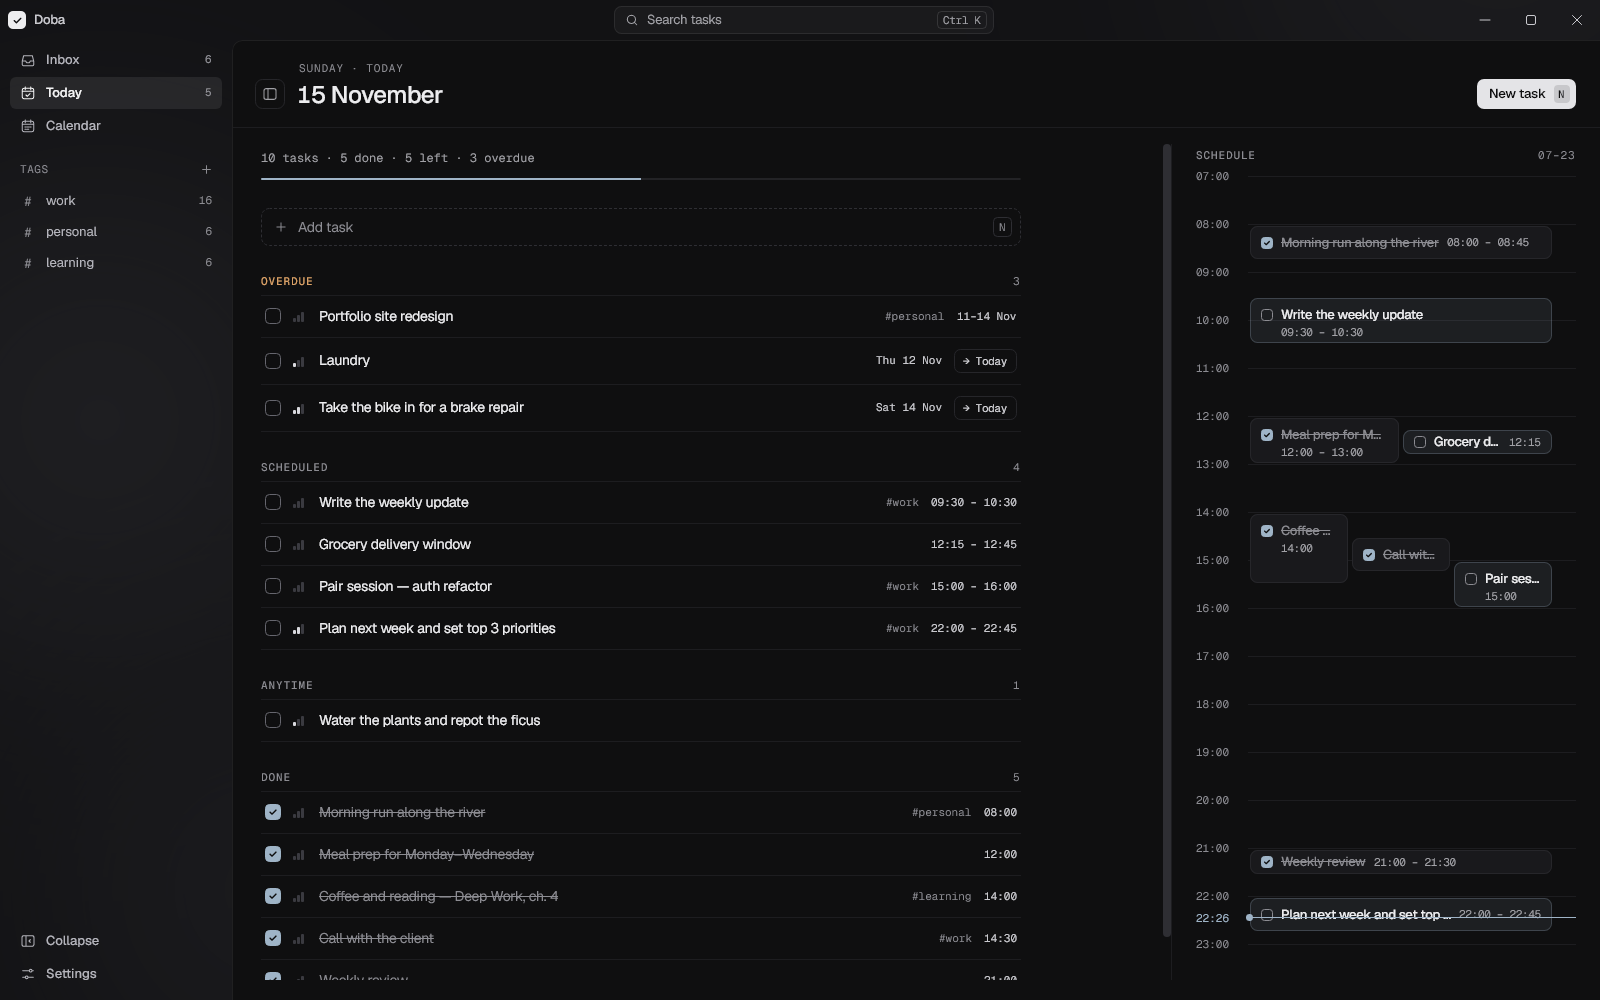 Doba
Search tasks
Ctrl K
Inbox 6
Today 5
Calendar
TAGS
# work 16
# personal 6
# learning 6
Collapse
Settings
SUNDAY · TODAY
15 November
New task N
10 tasks · 5 done · 5 left · 3 overdue
Add task N
OVERDUE 3
Portfolio site redesign #personal 11–14 Nov
Laundry Thu 12 Nov → Today
Take the bike in for a brake repair Sat 14 Nov → Today
SCHEDULED 4
Write the weekly update #work 09:30 – 10:30
Grocery delivery window 12:15 – 12:45
Pair session — auth refactor #work 15:00 – 16:00
Plan next week and set top 3 priorities #work 22:00 – 22:45
ANYTIME 1
Water the plants and repot the ficus
DONE 5
Morning run along the river #personal 08:00
Meal prep for Monday–Wednesday 12:00
Coffee and reading — Deep Work, ch. 4 #learning 14:00
Call with the client #work 14:30
Weekly review 21:00
SCHEDULE 07–23
07:00
08:00
Morning run along the river 08:00 – 08:45
09:00
Write the weekly update
09:30 – 10:30
10:00
11:00
12:00
Meal prep for M…
12:00 – 13:00
Grocery d… 12:15
13:00
14:00
Coffee …
14:00
Call wit…
15:00
Pair ses…
15:00
16:00
17:00
18:00
19:00
20:00
21:00
Weekly review 21:00 – 21:30
22:00
22:26
Plan next week and set top … 22:00 – 22:45
23:00